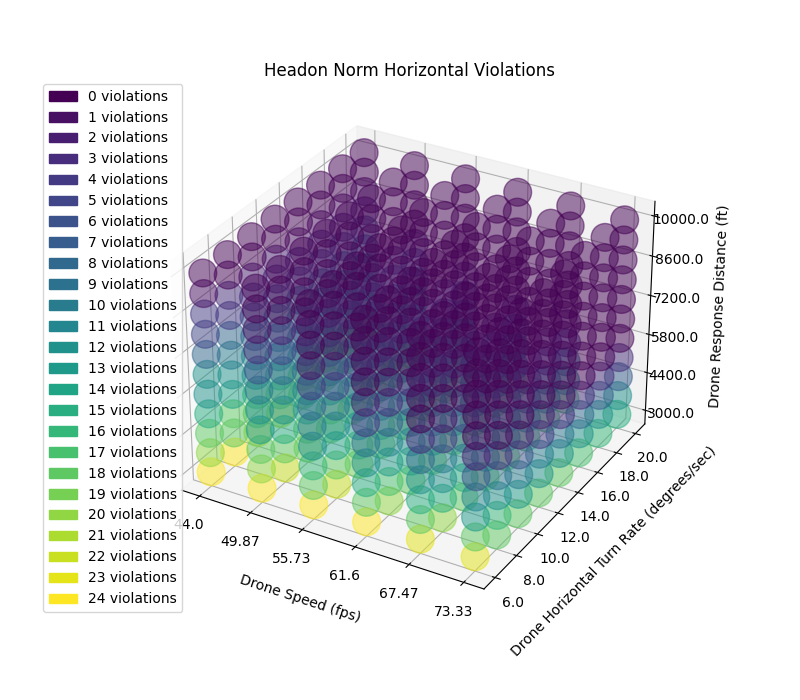 Headon Norm Horizontal Violations
0 violations
1 violations
2 violations
3 violations
4 violations
5 violations
6 violations
7 violations
8 violations
9 violations
10 violations
11 violations
12 violations
13 violations
14 violations
15 violations
16 violations
17 violations
18 violations
19 violations
20 violations
21 violations
22 violations
23 violations
24 violations
44.0
49.87
55.73
61.6
67.47
73.33
Drone Speed (fps)
6.0
8.0
10.0
12.0
14.0
16.0
18.0
20.0
Drone Horizontal Turn Rate (degrees/sec)
10000.0
8600.0
7200.0
5800.0
4400.0
3000.0
Drone Response Distance (ft)